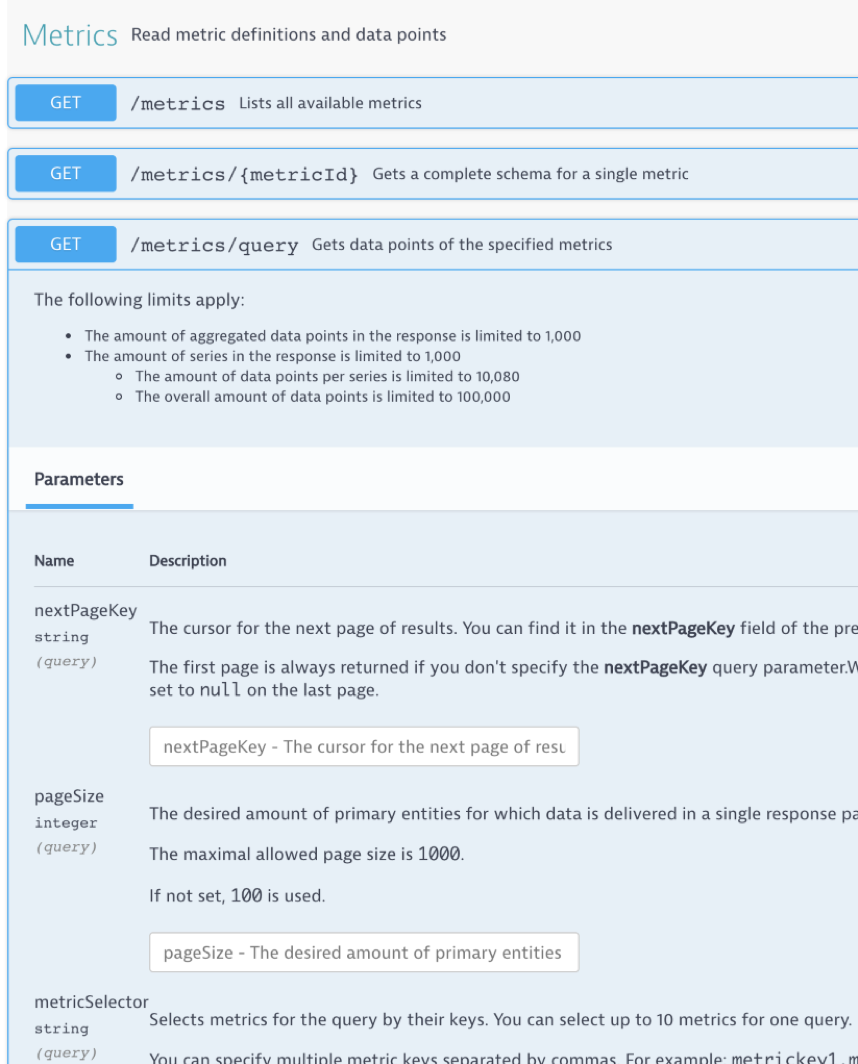 Metrics Read metric definitions and data points
GET /metrics Lists all available metrics
GET /metrics/{metricId} Gets a complete schema for a single metric
GET /metrics/query Gets data points of the specified metrics
The following limits apply:
• The amount of aggregated data points in the response is limited to 1,000
• The amount of series in the response is limited to 1,000
◦ The amount of data points per series is limited to 10,080
◦ The overall amount of data points is limited to 100,000
Parameters
Name Description
nextPageKey
string
(query)
The cursor for the next page of results. You can find it in the nextPageKey field of the pre
The first page is always returned if you don't specify the nextPageKey query parameter.W
set to null on the last page.
nextPageKey - The cursor for the next page of resu
pageSize
integer
(query)
The desired amount of primary entities for which data is delivered in a single response pa
The maximal allowed page size is 1000.
If not set, 100 is used.
pageSize - The desired amount of primary entities
metricSelector
string
(query)
Selects metrics for the query by their keys. You can select up to 10 metrics for one query.
You can specify multiple metric keys separated by commas. For example: metrickey1,m